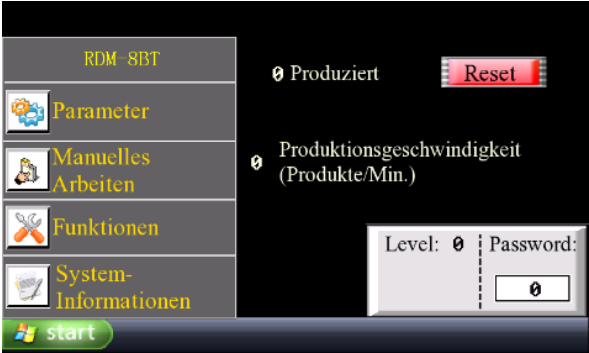 RDM-8BT
Parameter
Manuelles
Arbeiten
Funktionen
System-
Informationen
0 Produziert
Reset
0 Produktionsgeschwindigkeit
(Produkte/Min.)
Level: 0
Password:
0
start